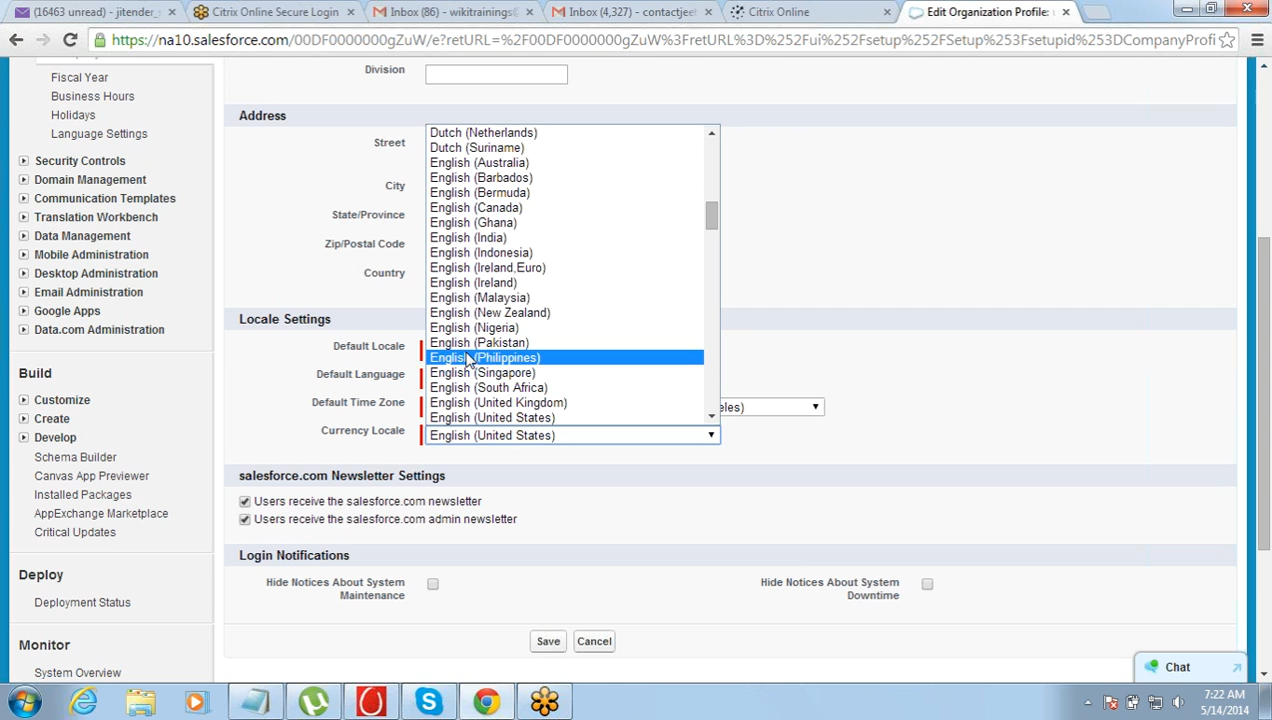 (16463 unread) - jitender_
Citrix Online Secure Login
Inbox (86) - wikitrainings@
Inbox (4,327) - contactjeet
Citrix Online
Edit Organization Profile:
https://na10.salesforce.com/00DF0000000gZuW/e?retURL=%2F00DF0000000gZuW%3FretURL%3D%252Fui%252Fsetup%252FSetup%253Fsetupid%253DCompanyProfi
Fiscal Year
Business Hours
Holidays
Language Settings
Security Controls
Domain Management
Communication Templates
Translation Workbench
Data Management
Mobile Administration
Desktop Administration
Email Administration
Google Apps
Data.com Administration
Build
Customize
Create
Develop
Schema Builder
Canvas App Previewer
Installed Packages
AppExchange Marketplace
Critical Updates
Deploy
Deployment Status
Monitor
System Overview
Division
Address
Street
City
State/Province
Zip/Postal Code
Country
Dutch (Netherlands)
Dutch (Suriname)
English (Australia)
English (Barbados)
English (Bermuda)
English (Canada)
English (Ghana)
English (India)
English (Indonesia)
English (Ireland,Euro)
English (Ireland)
English (Malaysia)
English (New Zealand)
English (Nigeria)
English (Pakistan)
English (Philippines)
English (Singapore)
English (South Africa)
English (United Kingdom)
English (United States)
Locale Settings
Default Locale
Default Language
Default Time Zone
eles)
Currency Locale
English (United States)
salesforce.com Newsletter Settings
Users receive the salesforce.com newsletter
Users receive the salesforce.com admin newsletter
Login Notifications
Hide Notices About System
Maintenance
Hide Notices About System
Downtime
Save
Cancel
Chat
7:22 AM
5/14/2014